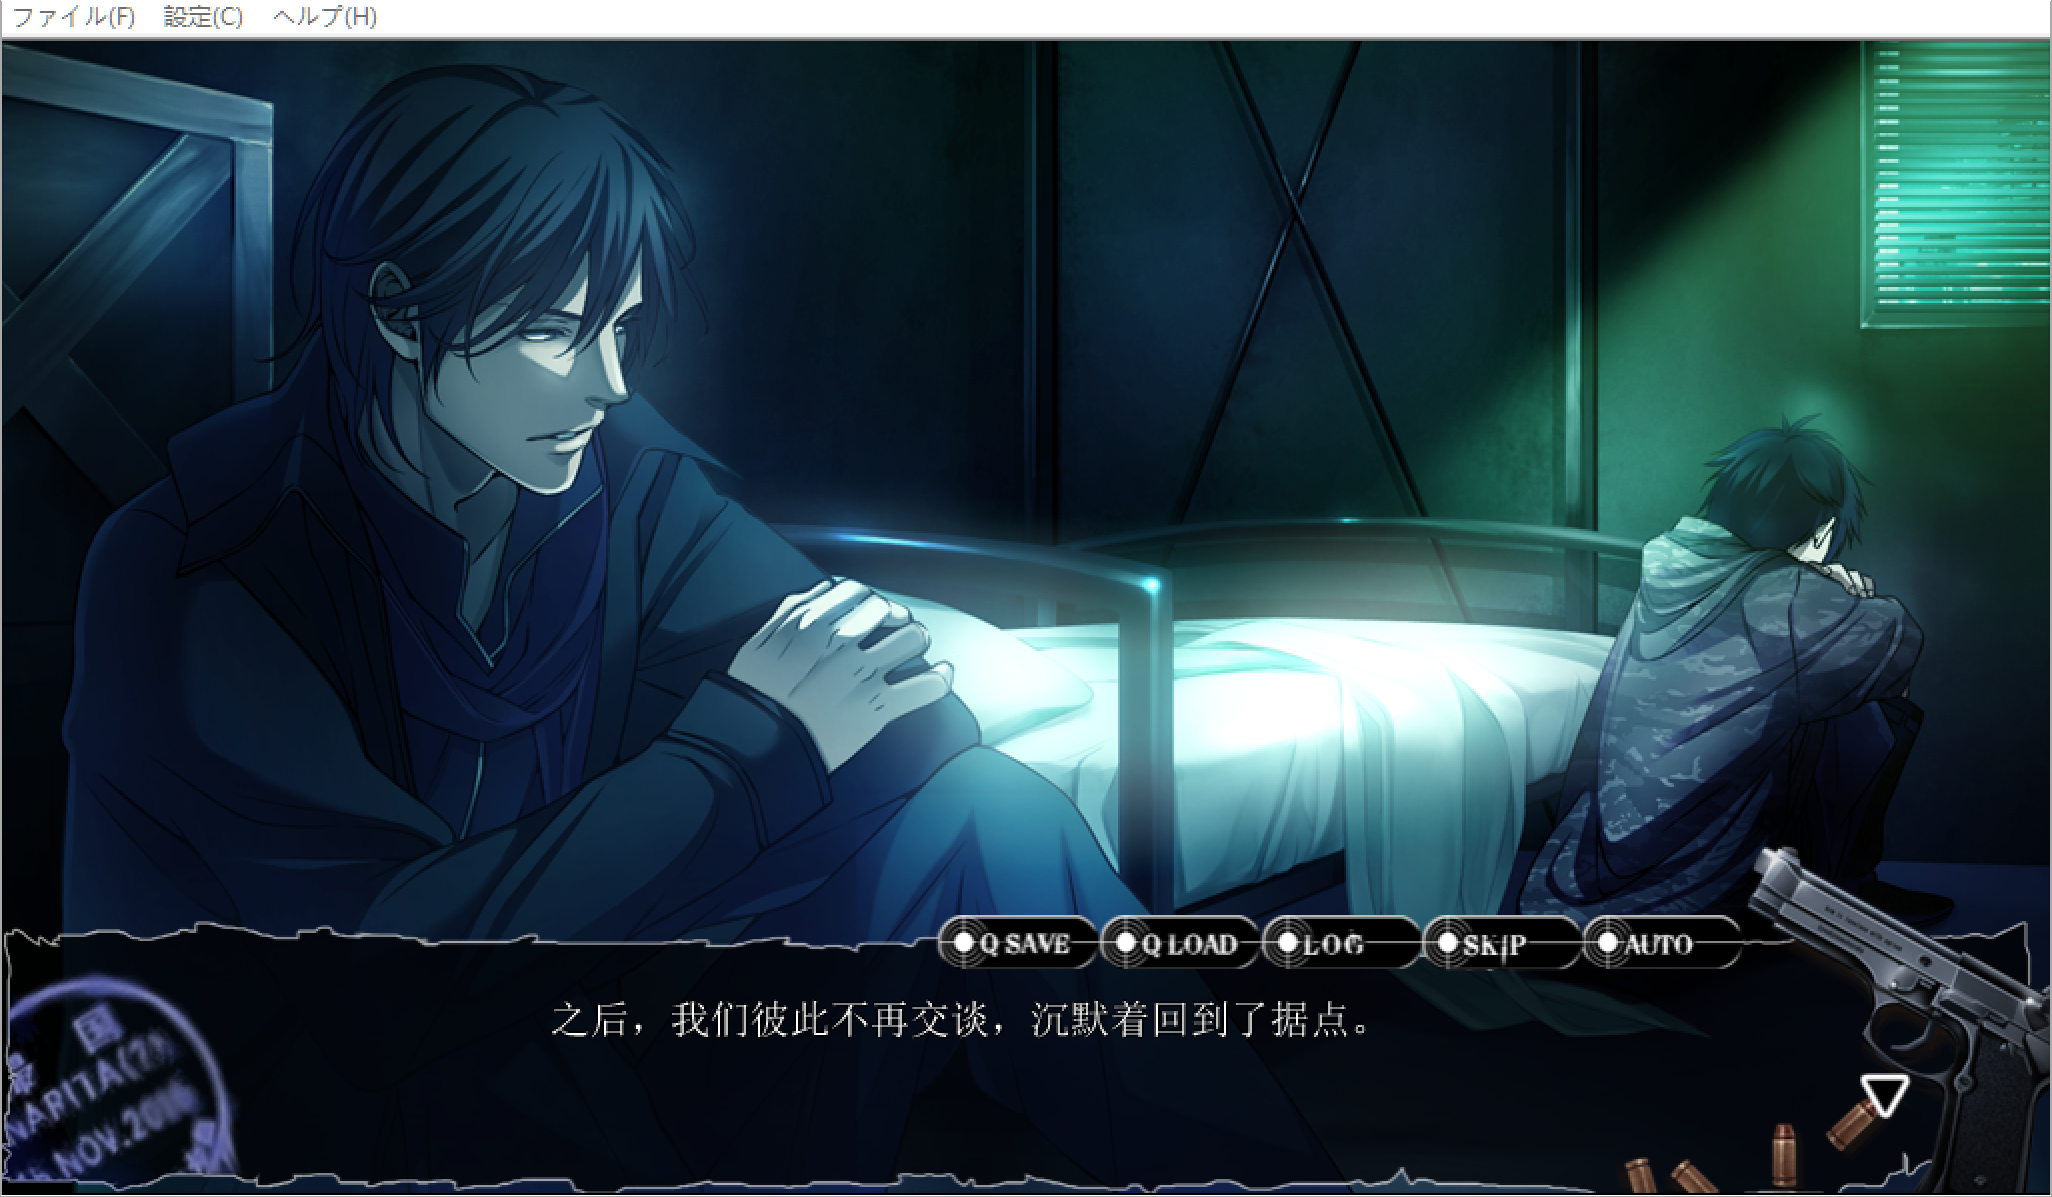 ファイル(F) 設定(C) ヘルプ(H)
Q SAVE Q LOAD LOG SKIP AUTO
之后，我们彼此不再交谈，沉默着回到了据点。
国
NARITA
NOV.2016